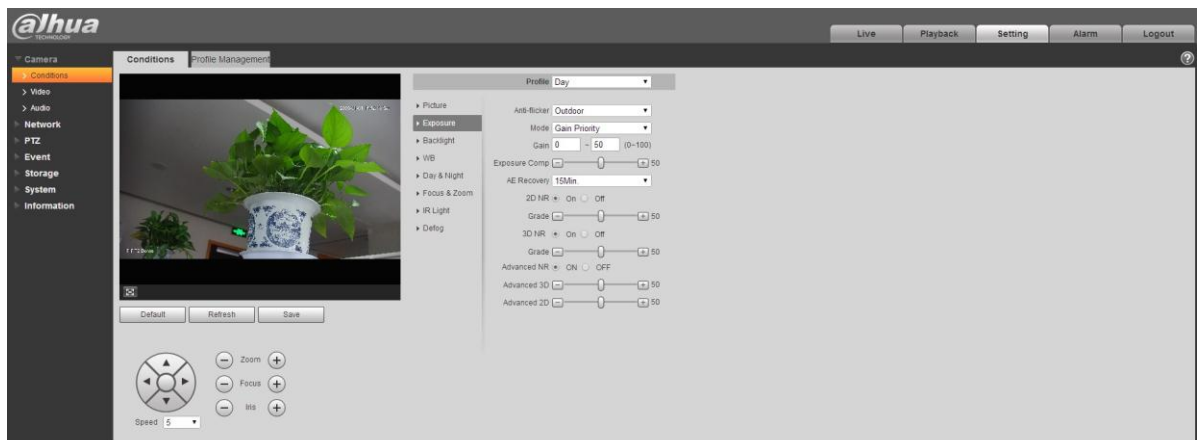 alhua
TECHNOLOGY
Live Playback Setting Alarm Logout
Camera
Conditions
Video
Audio
Network
PTZ
Event
Storage
System
Information
Conditions Profile Management
Default Refresh Save
Zoom
Focus
Iris
Speed 5
Profile Day
Picture
Exposure
Backlight
WB
Day & Night
Focus & Zoom
IR Light
Defog
Anti-flicker Outdoor
Mode Gain Priority
Gain 0 - 50 (0~100)
Exposure Comp - + 50
AE Recovery 15Min.
2D NR On Off
Grade - + 50
3D NR On Off
Grade - + 50
Advanced NR ON OFF
Advanced 3D - + 50
Advanced 2D - + 50